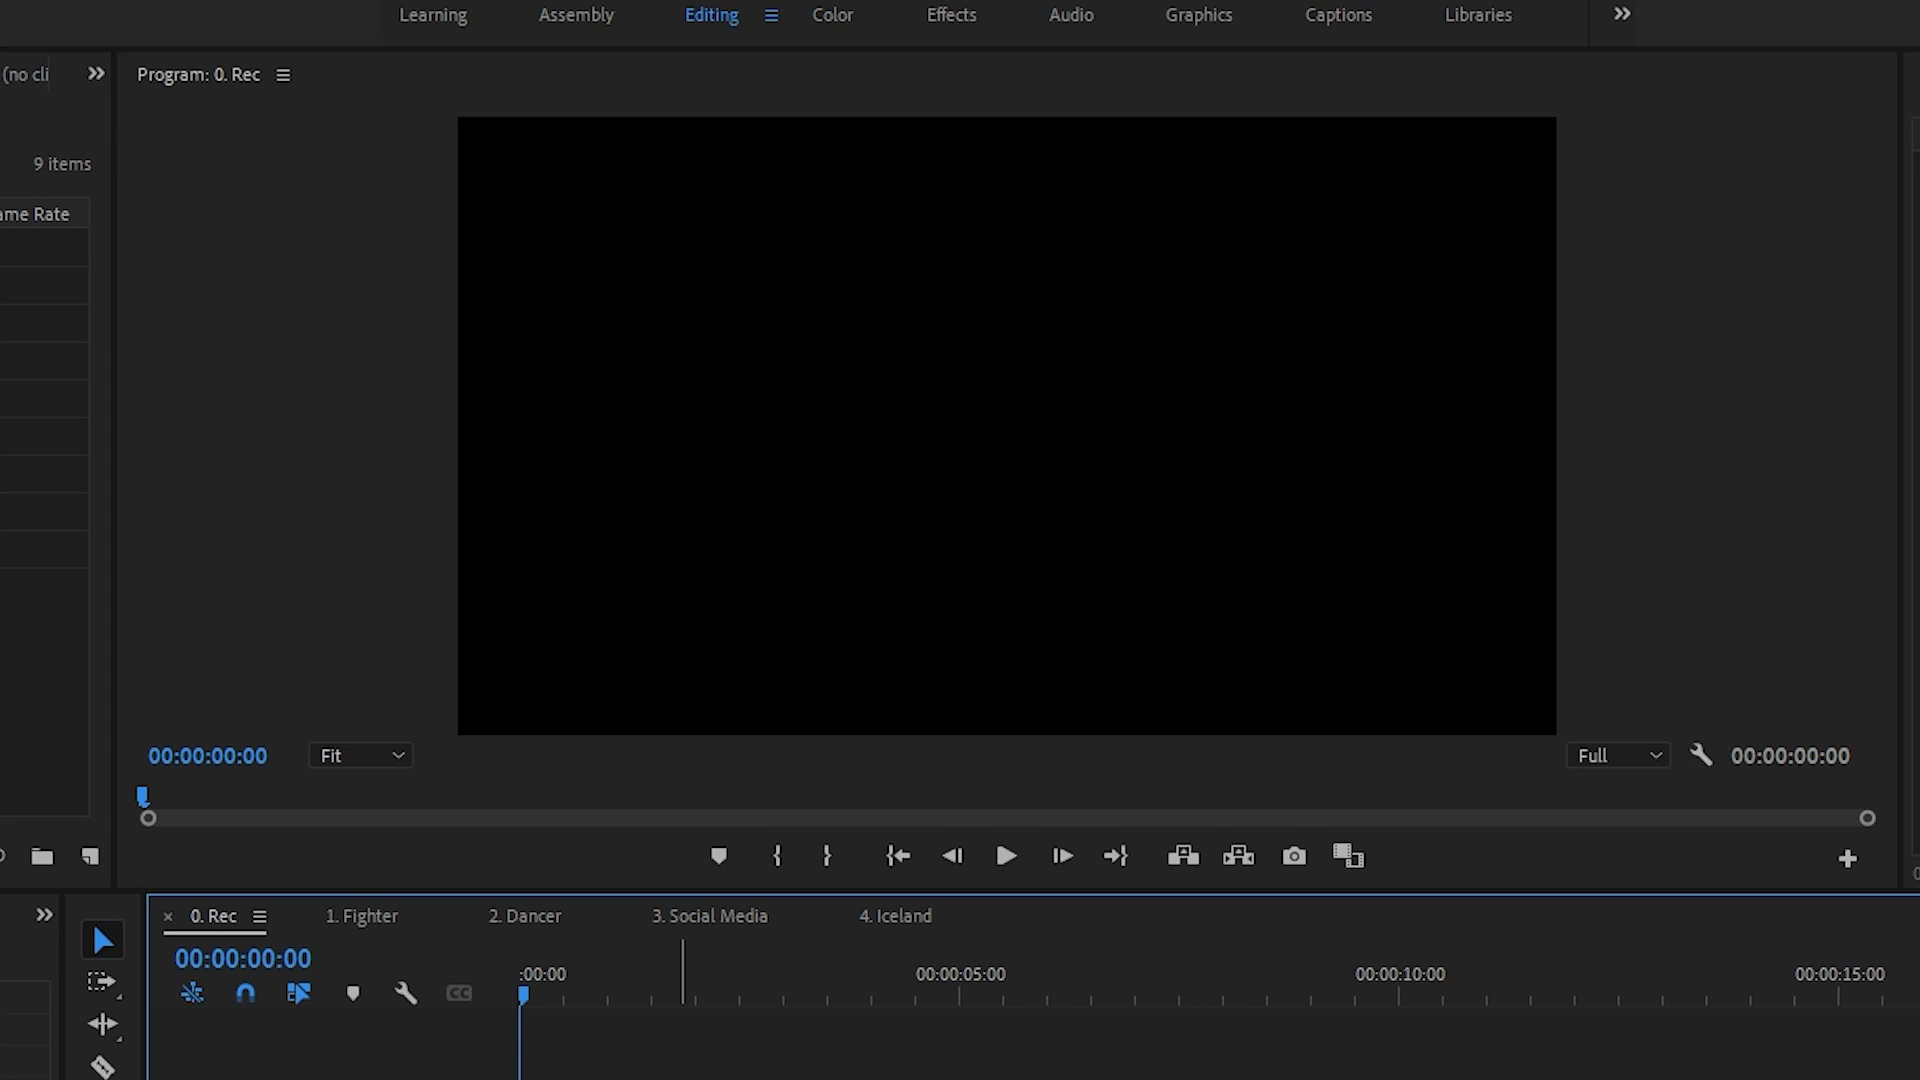 Learning Assembly Editing Color Effects Audio Graphics Captions Libraries
(no cli
Program: 0. Rec
9 items
ame Rate
00:00:00:00 Fit Full 00:00:00:00
0. Rec 1. Fighter 2. Dancer 3. Social Media 4. Iceland
00:00:00:00
:00:00 00:00:05:00 00:00:10:00 00:00:15:00
CC